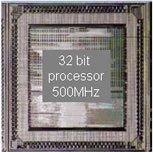 32 bit
processor
500MHz